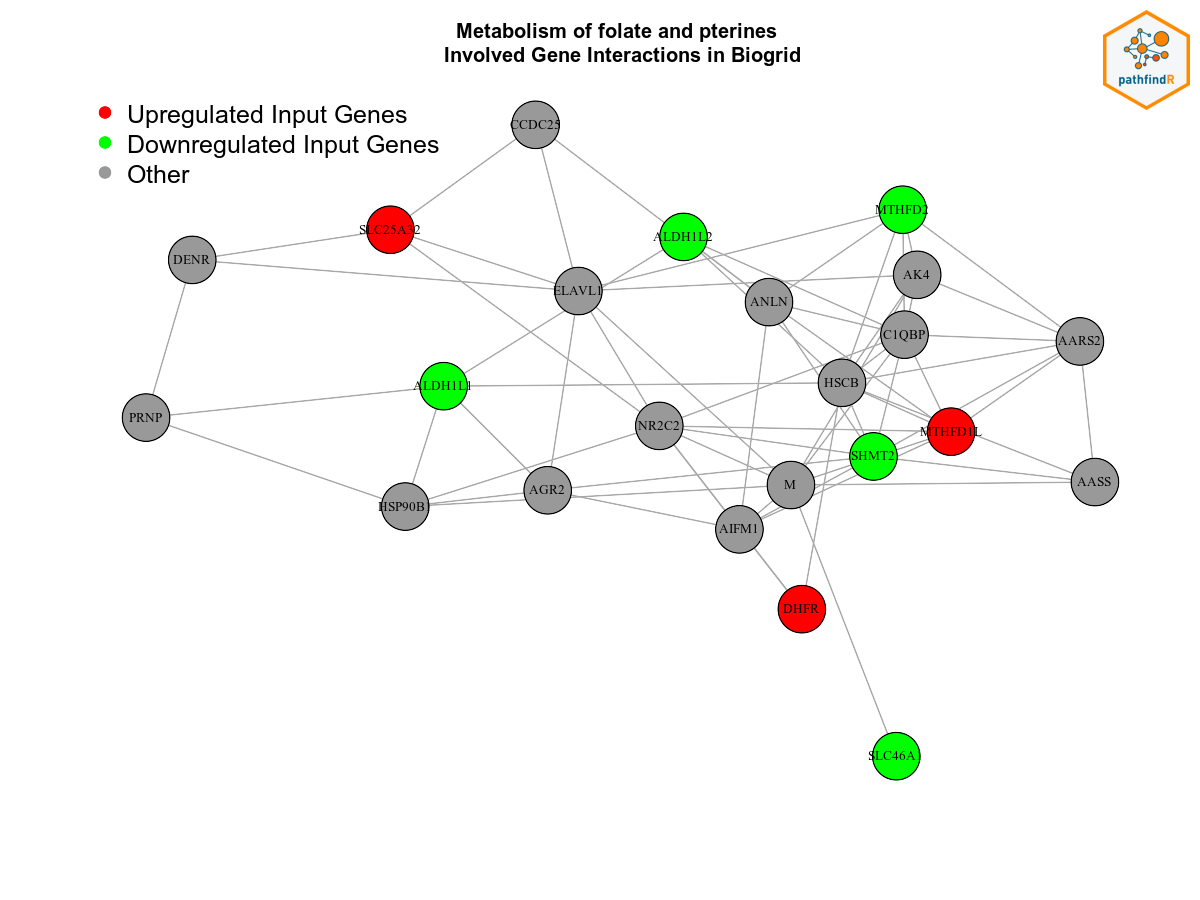 Metabolism of folate and pterines
Involved Gene Interactions in Biogrid
pathfindR
Upregulated Input Genes
Downregulated Input Genes
Other
CCDC25
MTHFD2
SLC25A32
ALDH1L2
DENR
AK4
ELAVL1
ANLN
C1QBP
AARS2
HSCB
ALDH1L1
PRNP
NR2C2
MTHFD1L
SHMT2
M
AASS
AGR2
HSP90B
AIFM1
DHFR
SLC46A1